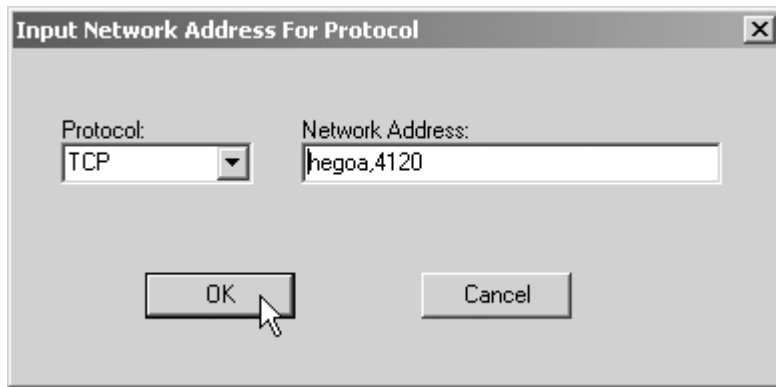 Input Network Address For Protocol
Protocol: Network Address:
TCP hegoa,4120
OK Cancel